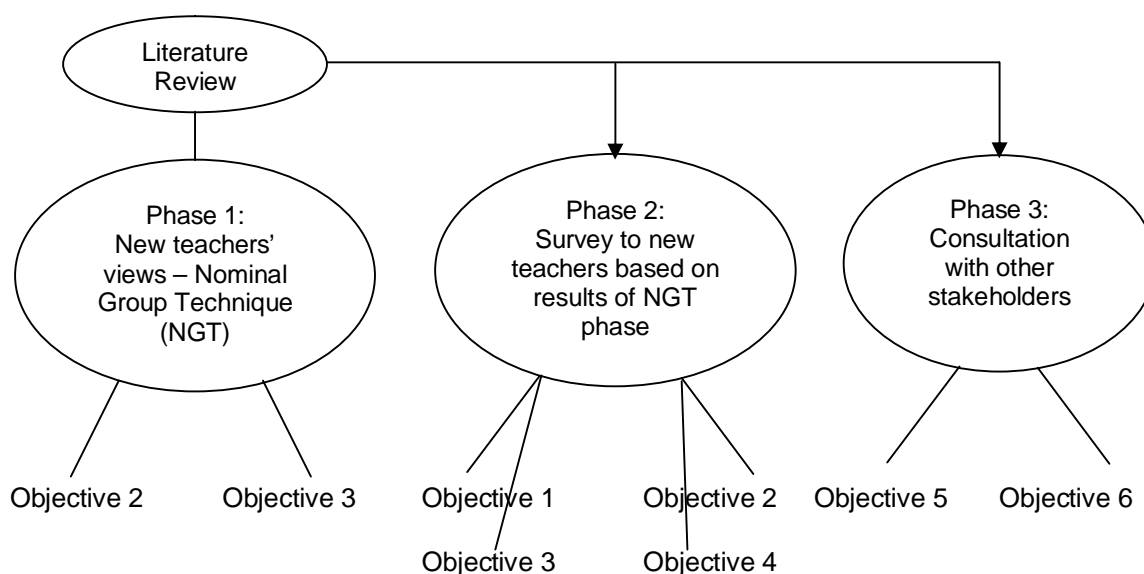 Literature
Review
Phase 1:
New teachers’
views – Nominal
Group Technique
(NGT)
Phase 2:
Survey to new
teachers based on
results of NGT
phase
Phase 3:
Consultation
with other
stakeholders
Objective 2
Objective 3
Objective 1
Objective 2
Objective 3
Objective 4
Objective 5
Objective 6